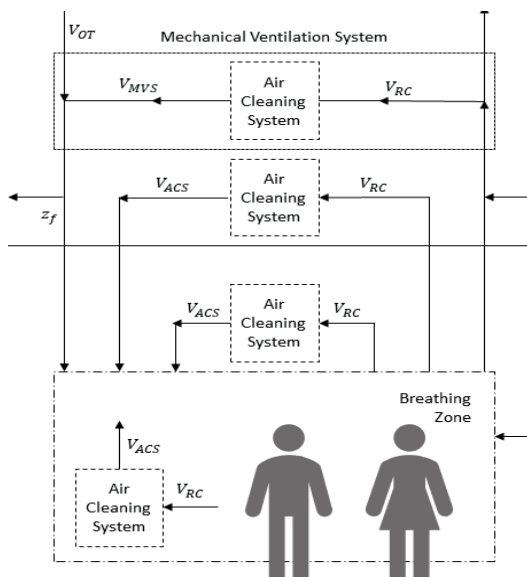 V_OT
Mechanical Ventilation System
V_MVS
Air
Cleaning
System
V_RC
V_ACS
Air
Cleaning
System
V_RC
z_f
V_ACS
Air
Cleaning
System
V_RC
Breathing
Zone
V_ACS
Air
Cleaning
System
V_RC